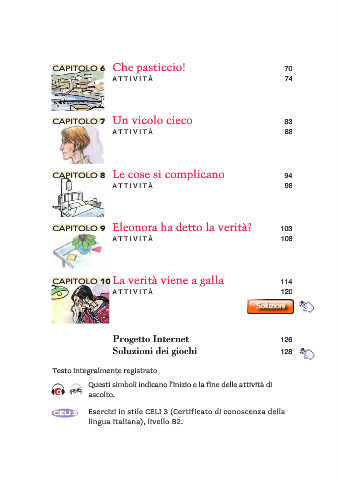 CAPITOLO 6 Che pasticcio! 70
ATTIVITÀ 74
CAPITOLO 7 Un vicolo cieco 83
ATTIVITÀ 88
CAPITOLO 8 Le cose si complicano 94
ATTIVITÀ 98
CAPITOLO 9 Eleonora ha detto la verità? 103
ATTIVITÀ 108
CAPITOLO 10 La verità viene a galla 114
ATTIVITÀ 120
Soluzioni
Progetto Internet 126
Soluzioni dei giochi 128
Testo integralmente registrato
Questi simboli indicano l'inizio e la fine delle attività di
ascolto.
CELI 3
Esercizi in stile CELI 3 (Certificato di conoscenza della
lingua italiana), livello B2.